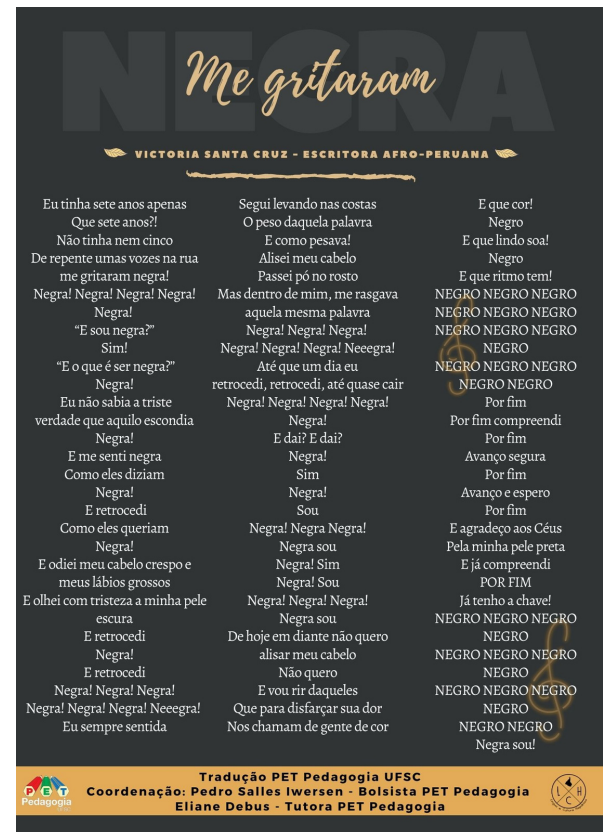 NEGRA
Me gritaram
VICTORIA SANTA CRUZ - ESCRITORA AFRO-PERUANA
Eu tinha sete anos apenas
Que sete anos?!
Não tinha nem cinco
De repente umas vozes na rua
me gritaram negra!
Negra! Negra! Negra! Negra!
Negra!
“E sou negra?”
Sim!
“E o que é ser negra?”
Negra!
Eu não sabia a triste
verdade que aquilo escondia
Negra!
E me senti negra
Como eles diziam
Negra!
E retrocedi
Como eles queriam
Negra!
E odiei meu cabelo crespo e
meus lábios grossos
E olhei com tristeza a minha pele
escura
E retrocedi
Negra!
E retrocedi
Negra! Negra! Negra!
Negra! Negra! Negra! Neeegra!
Eu sempre sentida
Segui levando nas costas
O peso daquela palavra
E como pesava!
Alisei meu cabelo
Passei pó no rosto
Mas dentro de mim, me rasgava
aquela mesma palavra
Negra! Negra! Negra!
Negra! Negra! Negra! Neeegra!
Até que um dia eu
retrocedi, retrocedi, até quase cair
Negra! Negra! Negra! Negra!
Negra!
E dai? E dai?
Negra!
Sim
Negra!
Sou
Negra! Negra Negra!
Negra sou
Negra! Sim
Negra! Sou
Negra! Negra! Negra!
Negra sou
De hoje em diante não quero
alisar meu cabelo
Não quero
E vou rir daqueles
Que para disfarçar sua dor
Nos chamam de gente de cor
E que cor!
Negro
E que lindo soa!
Negro
E que ritmo tem!
NEGRO NEGRO NEGRO
NEGRO NEGRO NEGRO
NEGRO NEGRO NEGRO
NEGRO
NEGRO NEGRO NEGRO
NEGRO NEGRO
Por fim
Por fim compreendi
Por fim
Avanço segura
Por fim
Avanço e espero
Por fim
E agradeço aos Céus
Pela minha pele preta
E já compreendi
POR FIM
Já tenho a chave!
NEGRO NEGRO NEGRO
NEGRO
NEGRO NEGRO NEGRO
NEGRO
NEGRO NEGRO NEGRO
NEGRO
NEGRO NEGRO
Negra sou!
Tradução PET Pedagogia UFSC
Coordenação: Pedro Salles Iwersen - Bolsista PET Pedagogia
Eliane Debus - Tutora PET Pedagogia
PET
Pedagogia
L C H